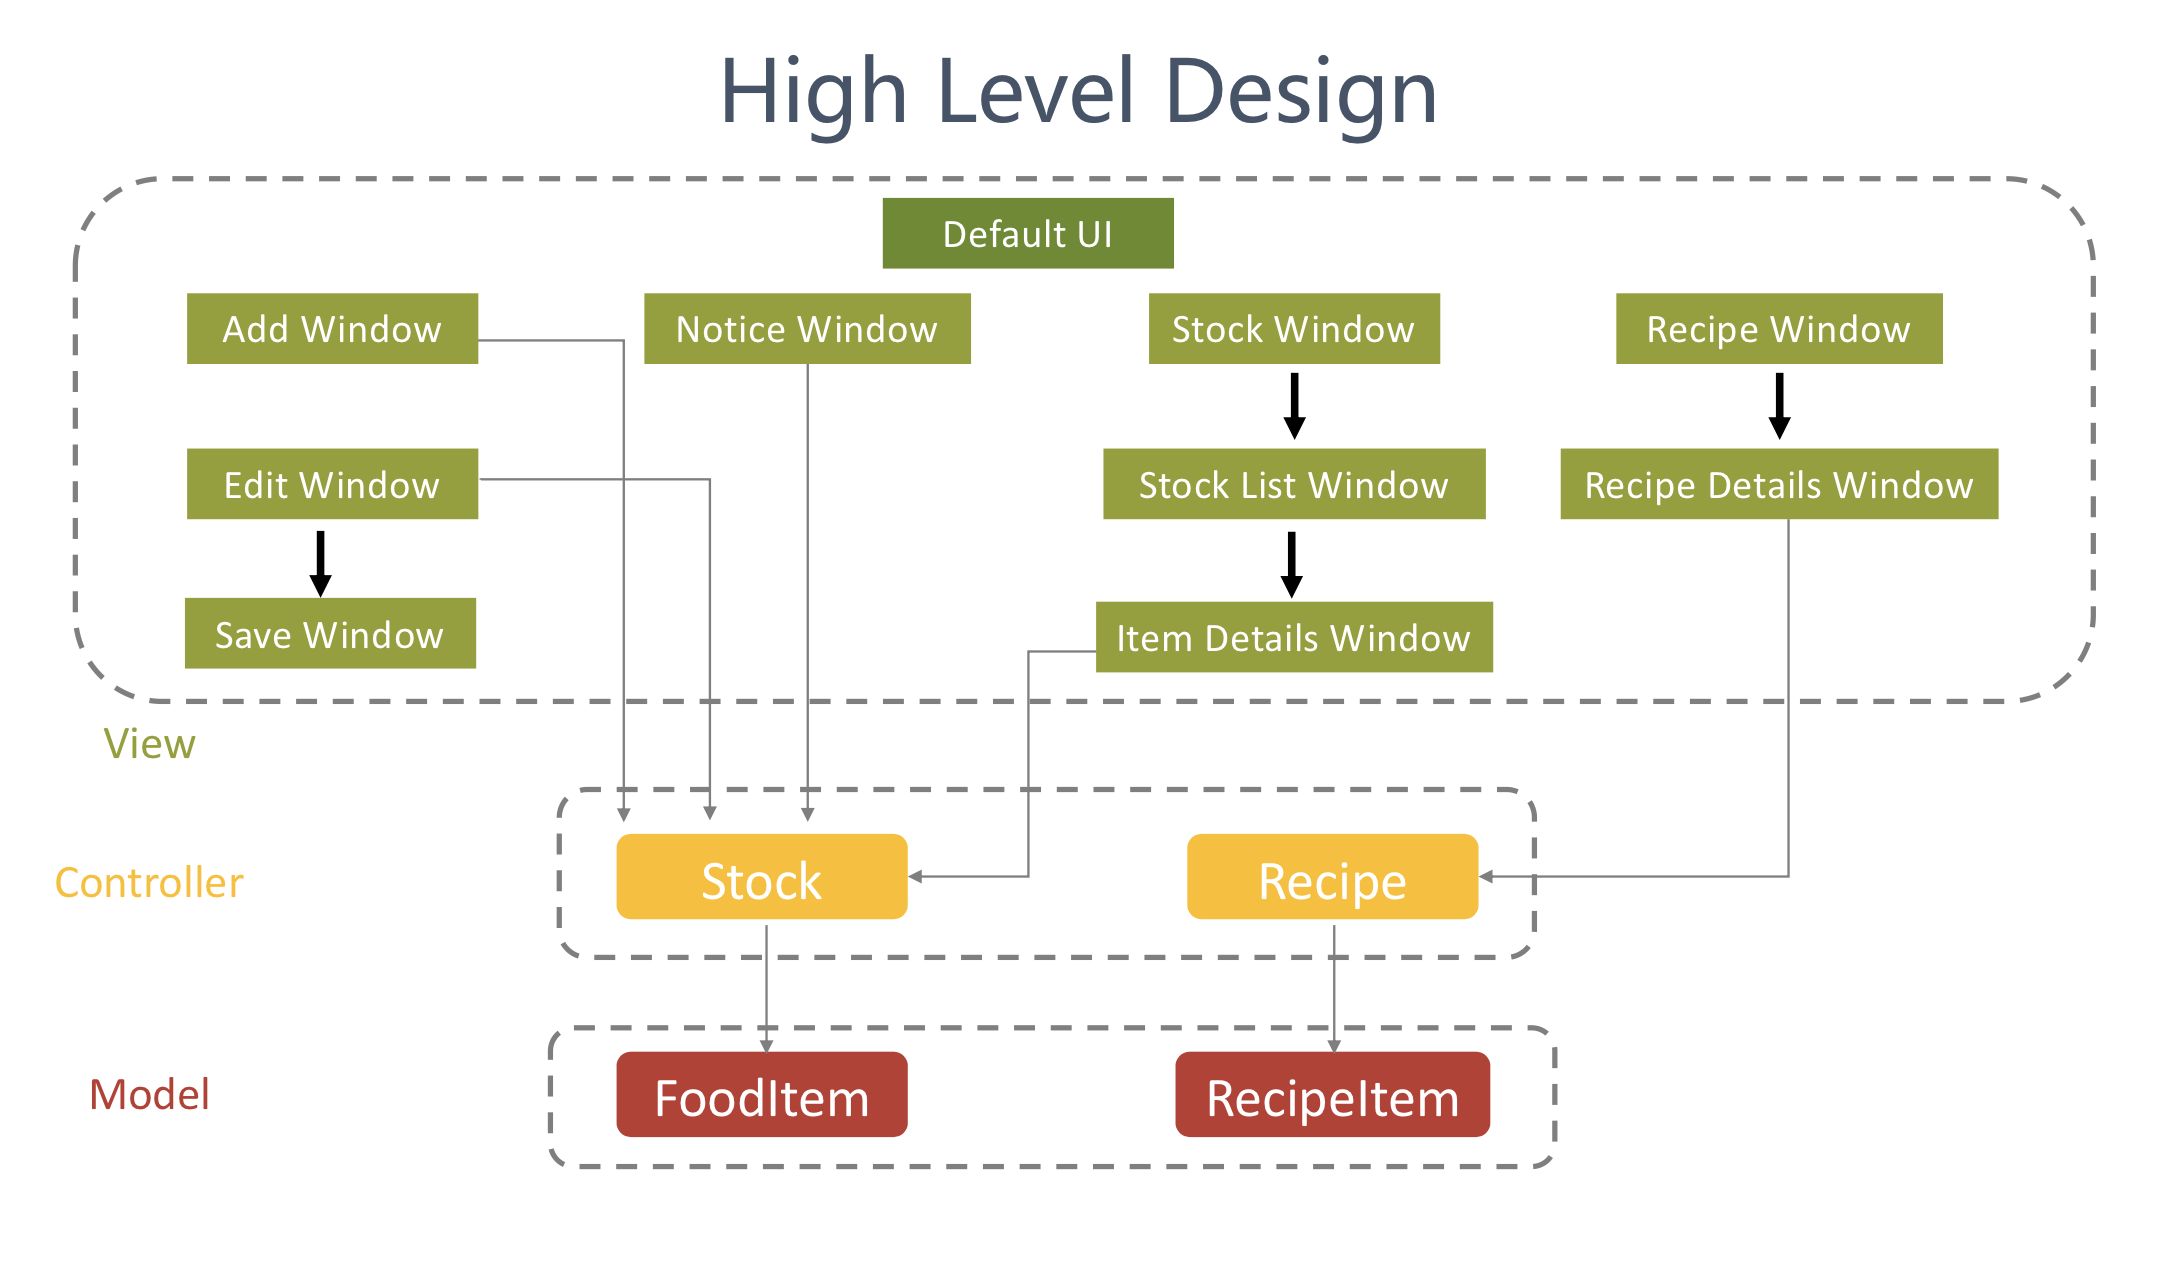 High Level Design
Default UI
Add Window
Notice Window
Stock Window
Recipe Window
Edit Window
Stock List Window
Recipe Details Window
Save Window
Item Details Window
View
Controller
Stock
Recipe
Model
FoodItem
RecipeItem